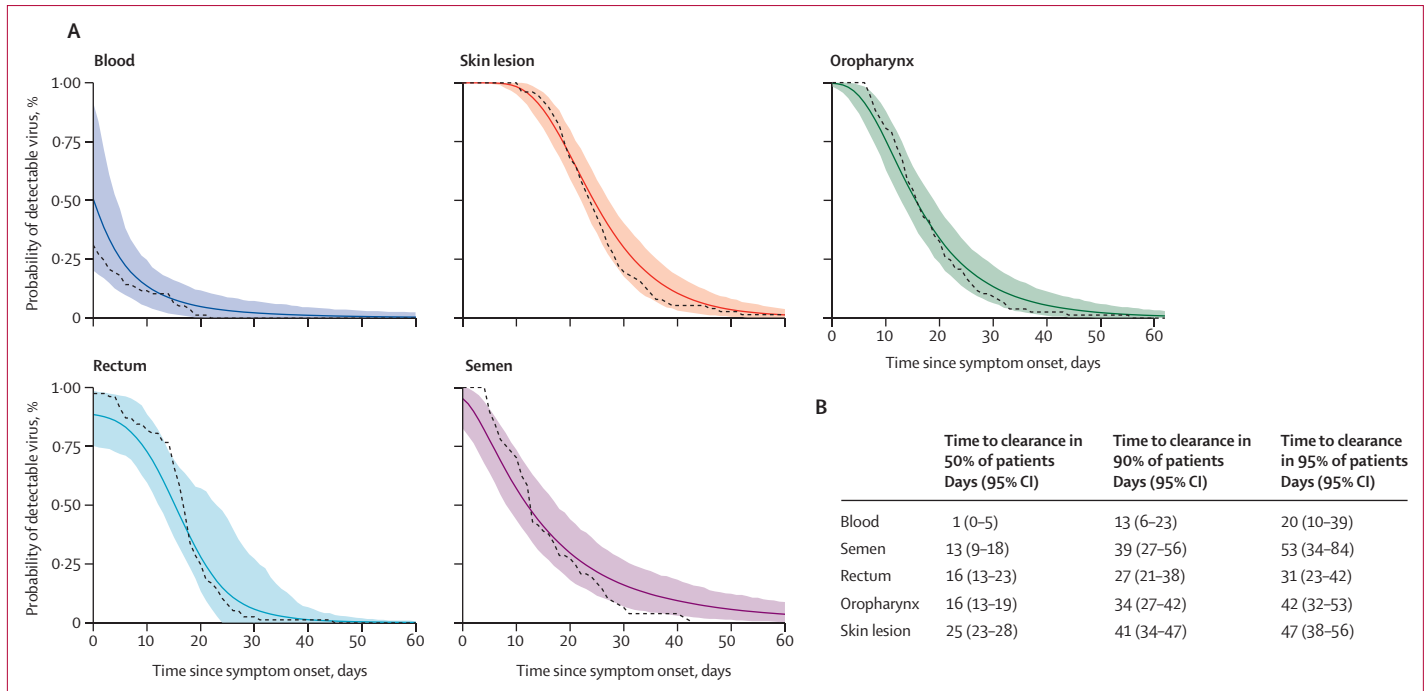 A
Blood
Skin lesion
Oropharynx
Probability of detectable virus, %
1·00
0·75
0·50
0·25
0
0 10 20 30 40 50 60
Time since symptom onset, days
Rectum
Semen
Probability of detectable virus, %
1·00
0·75
0·50
0·25
0
0 10 20 30 40 50 60
Time since symptom onset, days
0 10 20 30 40 50 60
Time since symptom onset, days
B
Time to clearance in 50% of patients Days (95% CI)
Time to clearance in 90% of patients Days (95% CI)
Time to clearance in 95% of patients Days (95% CI)
Blood 1 (0–5) 13 (6–23) 20 (10–39)
Semen 13 (9–18) 39 (27–56) 53 (34–84)
Rectum 16 (13–23) 27 (21–38) 31 (23–42)
Oropharynx 16 (13–19) 34 (27–42) 42 (32–53)
Skin lesion 25 (23–28) 41 (34–47) 47 (38–56)